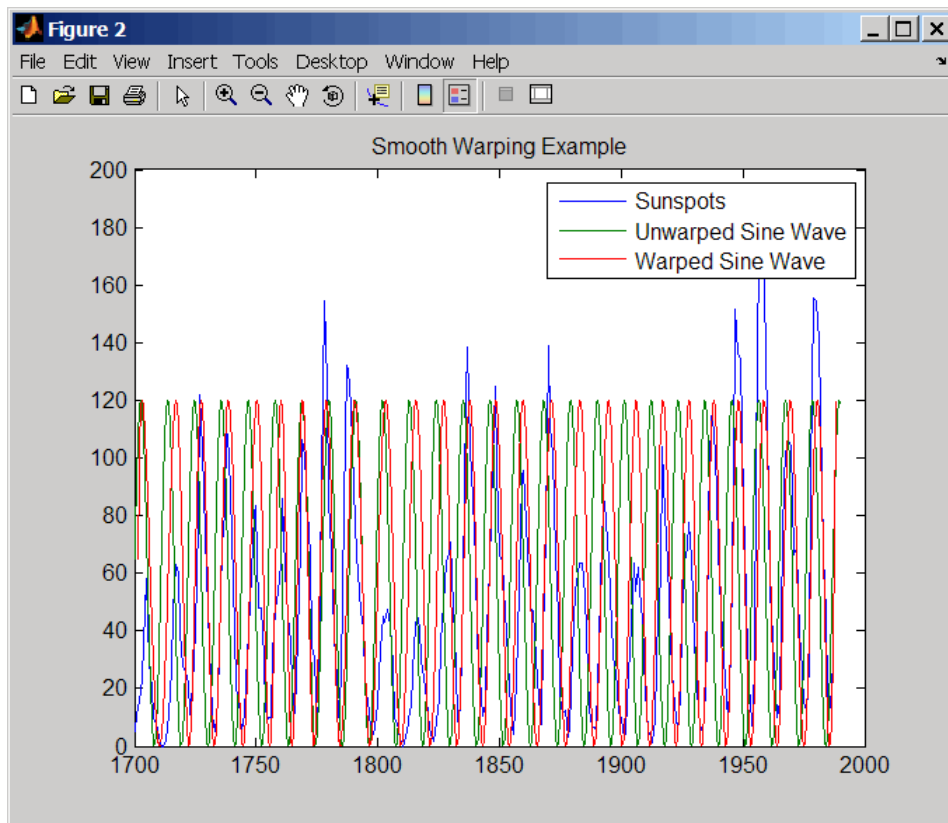 Figure 2
File Edit View Insert Tools Desktop Window Help
Smooth Warping Example
200
180
160
140
120
100
80
60
40
20
0
Sunspots
Unwarped Sine Wave
Warped Sine Wave
1700 1750 1800 1850 1900 1950 2000